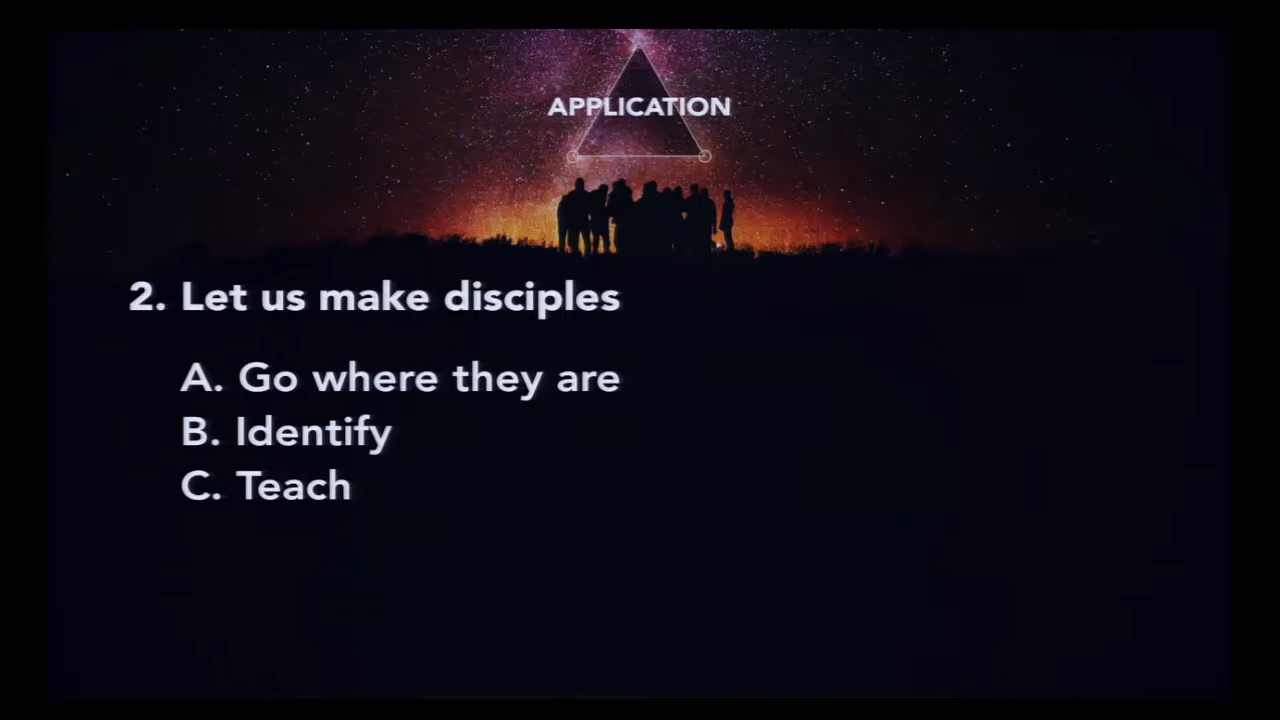 APPLICATION
2. Let us make disciples
A. Go where they are
B. Identify
C. Teach